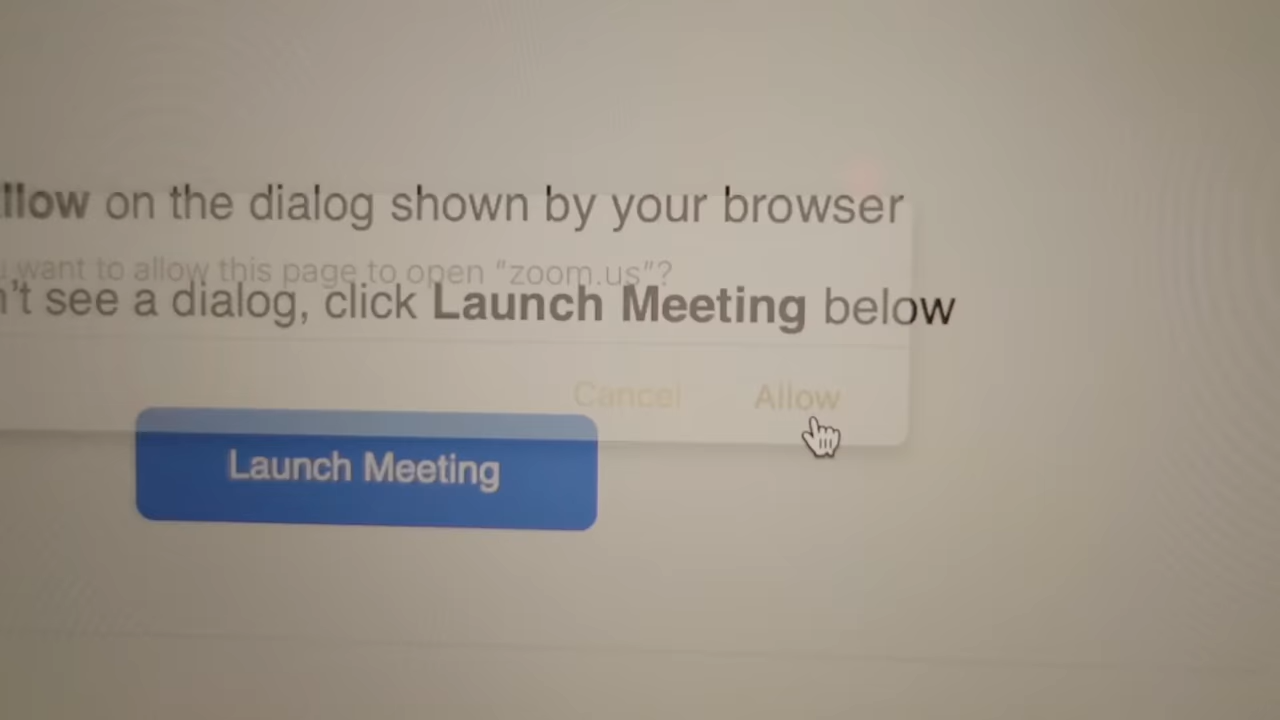 llow on the dialog shown by your browser
want to allow this page to open “zoom.us”?
't see a dialog, click Launch Meeting below
Cancel Allow
Launch Meeting